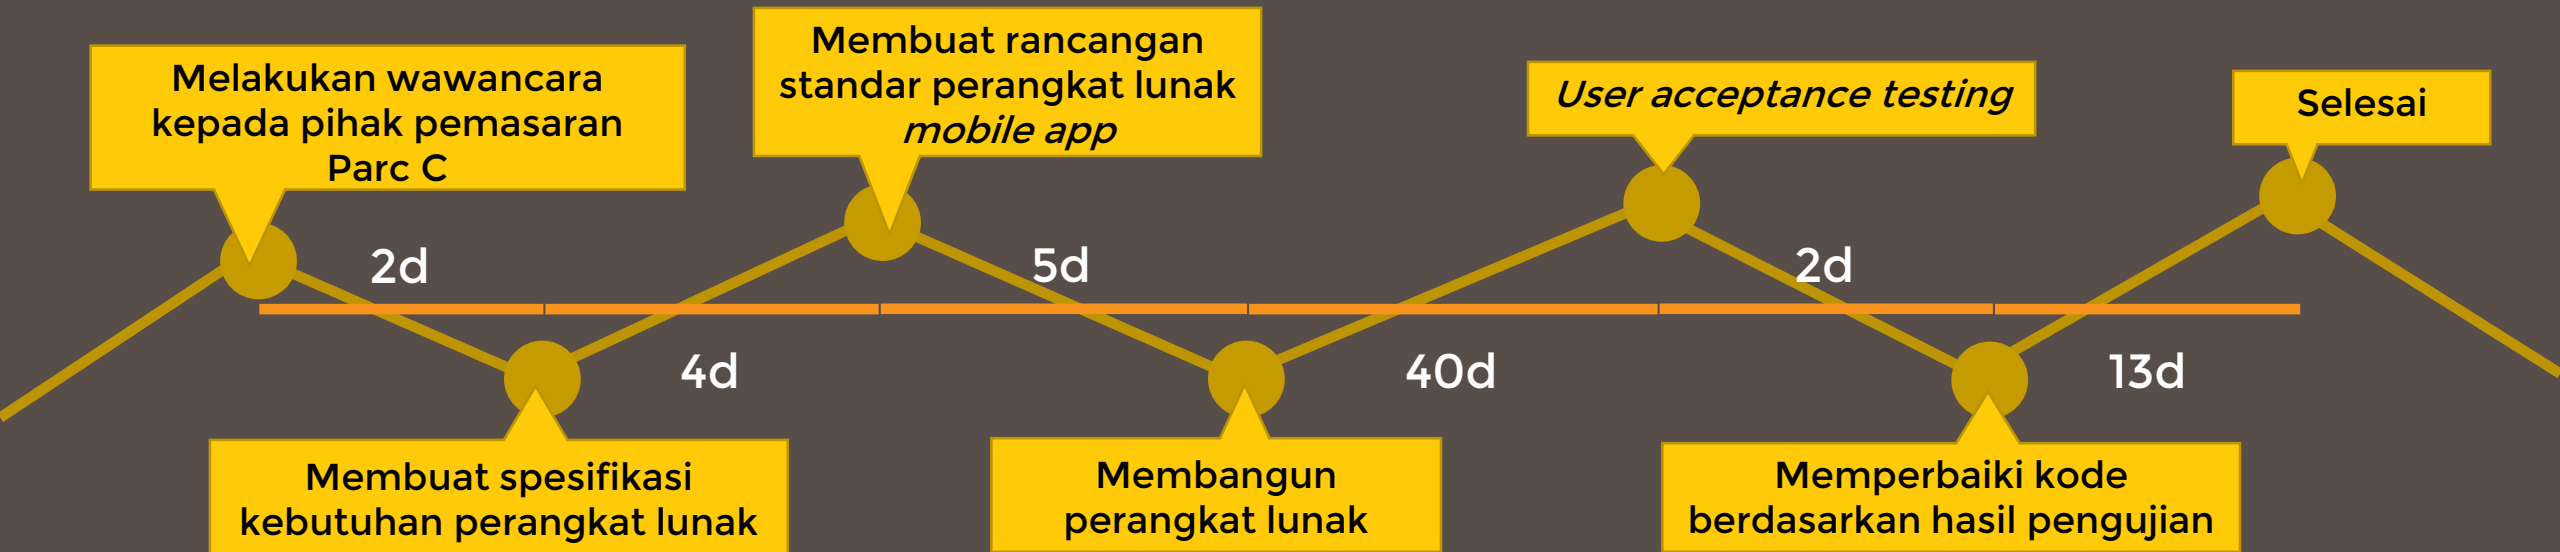 Melakukan wawancara
kepada pihak pemasaran
Parc C
2d
Membuat spesifikasi
kebutuhan perangkat lunak
4d
Membuat rancangan
standar perangkat lunak
mobile app
5d
Membangun
perangkat lunak
40d
User acceptance testing
2d
Memperbaiki kode
berdasarkan hasil pengujian
13d
Selesai